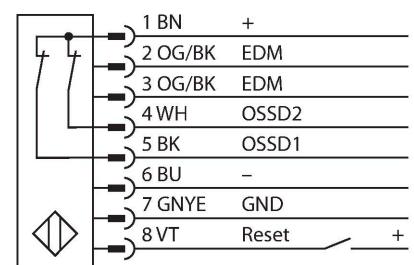 1 BN +
2 OG/BK EDM
3 OG/BK EDM
4 WH OSSD2
5 BK OSSD1
6 BU –
7 GNYE GND
8 VT Reset +